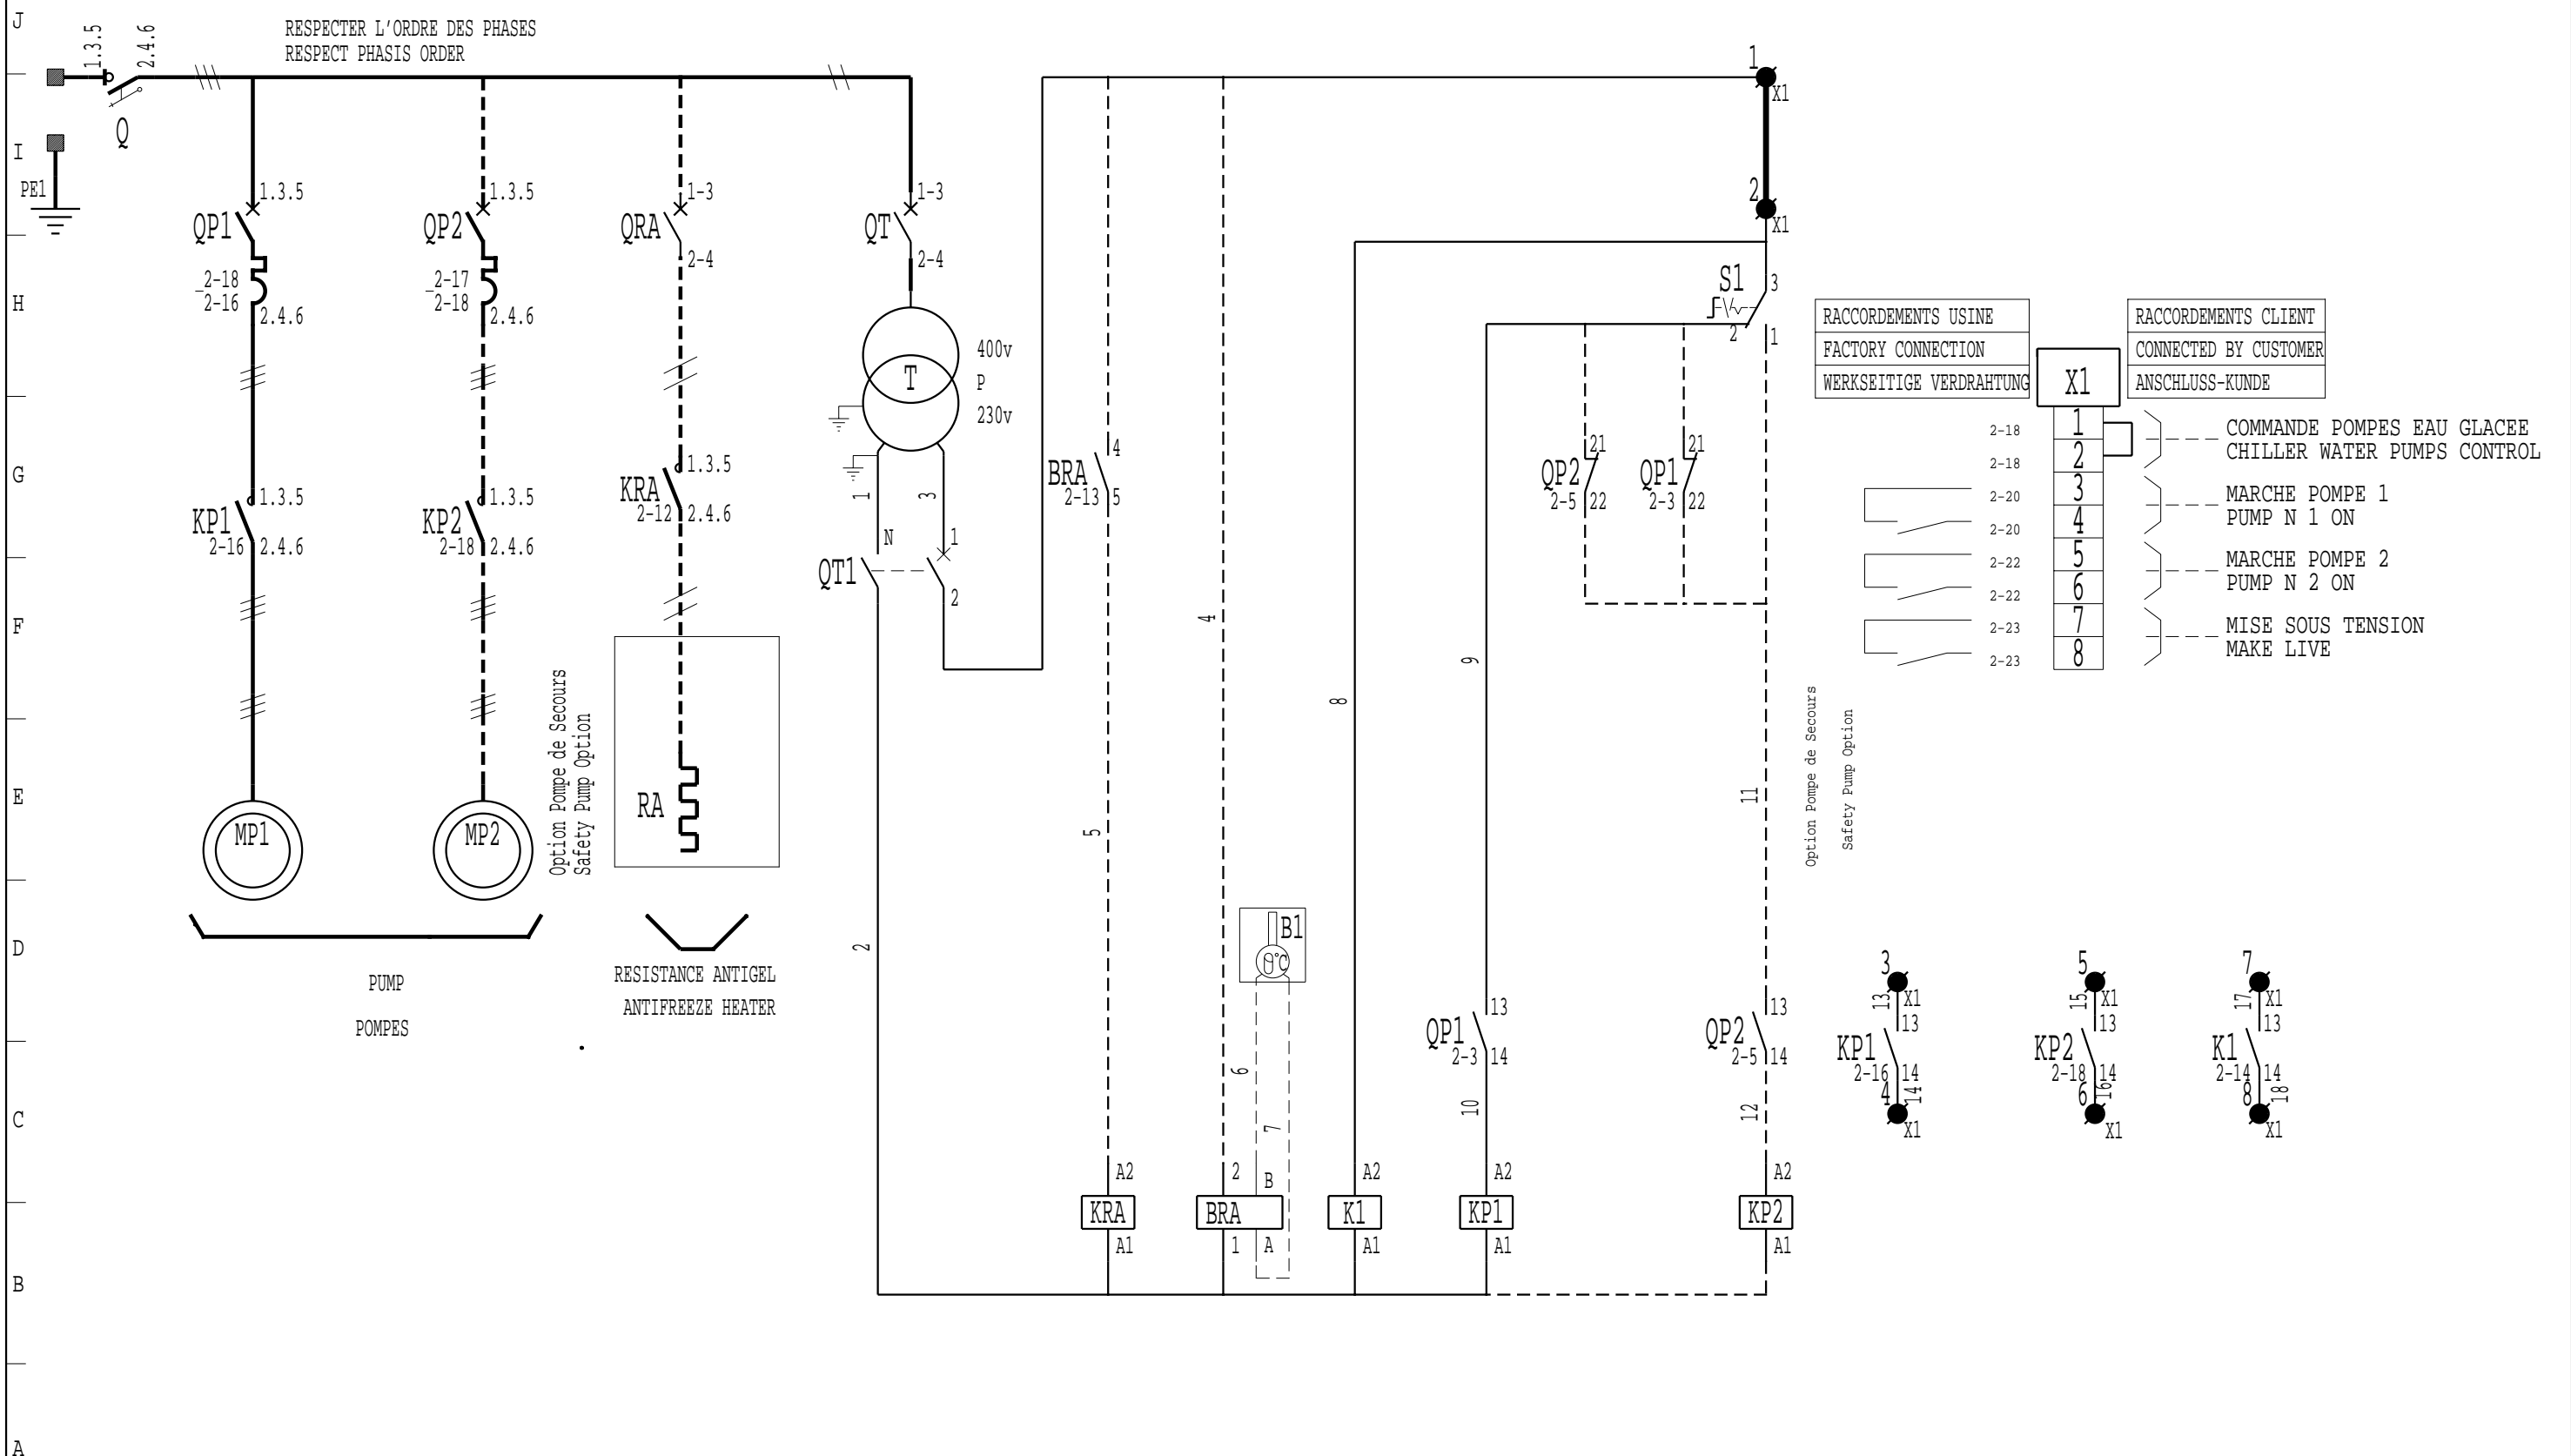 J
I
H
G
F
E
D
C
B
A
1.3.5
2.4.6
Q
PE1
RESPECTER L'ORDRE DES PHASES
RESPECT PHASIS ORDER
QP1
1.3.5
2-18
_2-16
2.4.6
KP1
1.3.5
2-16
2.4.6
MP1
QP2
1.3.5
_2-17
2-18
2.4.6
KP2
1.3.5
2-18
2.4.6
MP2
Option Pompe de Secours
Safety Pump Option
PUMP
POMPES
QRA
1-3
2-4
KRA
1.3.5
2-12
2.4.6
RA
RESISTANCE ANTIGEL
ANTIFREEZE HEATER
QT
1-3
2-4
T
400v
P
230v
1
3
N
1
QT1
2
2
BRA
4
2-13
5
5
4
8
9
11
KRA
A2
A1
BRA
2
1
B
A
B1
0°C
6
7
K1
A2
A1
QP1
13
2-3
14
10
KP1
A2
A1
QP2
21
2-5
22
QP1
21
2-3
22
1
X1
2
X1
S1
3
2
1
QP2
13
2-5
14
12
KP2
A2
A1
Option Pompe de Secours
Safety Pump Option
RACCORDEMENTS USINE
FACTORY CONNECTION
WERKSEITIGE VERDRAHTUNG
X1
RACCORDEMENTS CLIENT
CONNECTED BY CUSTOMER
ANSCHLUSS-KUNDE
2-18
1
COMMANDE POMPES EAU GLACEE
2-18
2
CHILLER WATER PUMPS CONTROL
2-20
3
MARCHE POMPE 1
2-20
4
PUMP N 1 ON
2-22
5
MARCHE POMPE 2
2-22
6
PUMP N 2 ON
2-23
7
MISE SOUS TENSION
2-23
8
MAKE LIVE
3
X1
13
13
KP1
2-16
14
4
14
X1
5
X1
15
13
KP2
2-18
14
6
16
X1
7
X1
17
13
K1
2-14
14
8
18
X1